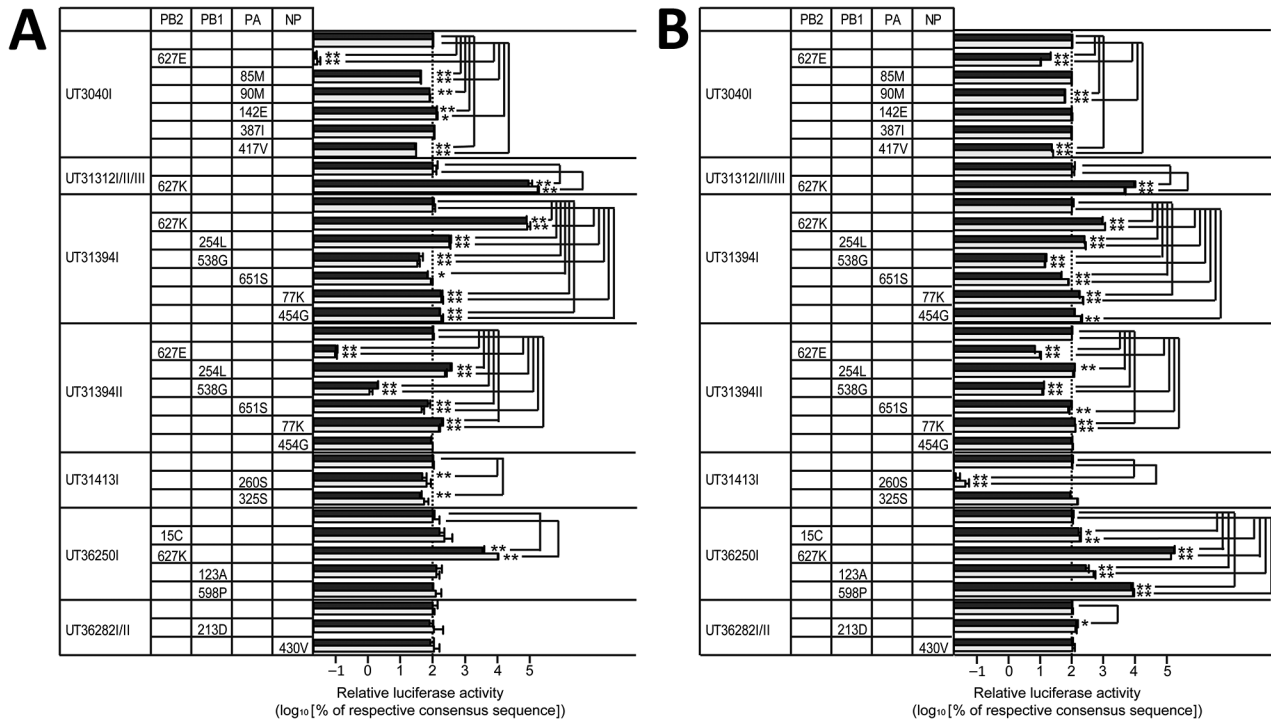 A
PB2 PB1 PA NP
UT3040I
627E
85M
90M
142E
387I
417V
UT31312I/II/III
627K
UT31394I
627K
254L
538G
651S
77K
454G
UT31394II
627E
254L
538G
651S
77K
454G
UT31413I
260S
325S
UT36250I
15C
627K
123A
598P
UT36282I/II
213D
430V
** ** ** ** ** ** * ** **
** **
** ** ** ** ** ** * ** ** ** **
** ** ** ** ** ** ** ** ** **
** **
** **
–1 0 1 2 3 4 5
Relative luciferase activity
(log₁₀ [% of respective consensus sequence])
B
PB2 PB1 PA NP
UT3040I
627E
85M
90M
142E
387I
417V
UT31312I/II/III
627K
UT31394I
627K
254L
538G
651S
77K
454G
UT31394II
627E
254L
538G
651S
77K
454G
UT31413I
260S
325S
UT36250I
15C
627K
123A
598P
UT36282I/II
213D
430V
** ** ** ** ** **
** **
** ** ** ** ** ** ** ** ** ** **
** ** ** ** ** ** ** **
** **
* ** ** ** ** ** ** **
*
–1 0 1 2 3 4 5
Relative luciferase activity
(log₁₀ [% of respective consensus sequence])